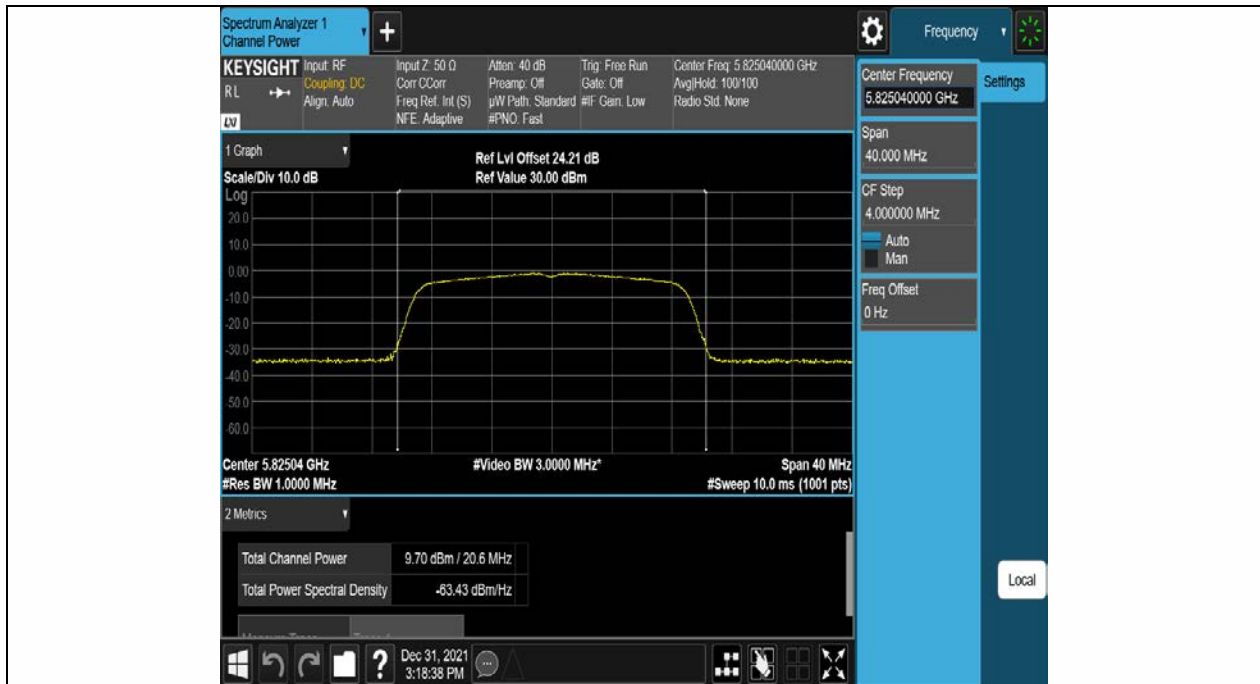 Spectrum Analyzer 1
Channel Power
+
Frequency
KEYSIGHT
RL
LXI
Input: RF
Coupling: DC
Align: Auto
Input Z: 50 Ω
Corr CCorr
Freq Ref: Int (S)
NFE: Adaptive
Atten: 40 dB
Preamp: Off
µW Path: Standard
#PNO: Fast
Trig: Free Run
Gate: Off
#IF Gain: Low
Center Freq: 5.825040000 GHz
Avg|Hold: 100/100
Radio Std: None
Center Frequency
5.825040000 GHz
Settings
Span
40.000 MHz
CF Step
4.000000 MHz
Auto
Man
Freq Offset
0 Hz
Local
1 Graph
Scale/Div 10.0 dB
Ref Lvl Offset 24.21 dB
Ref Value 30.00 dBm
Log
20.0
10.0
0.00
-10.0
-20.0
-30.0
-40.0
-50.0
-60.0
Center 5.82504 GHz
#Video BW 3.0000 MHz*
Span 40 MHz
#Res BW 1.0000 MHz
#Sweep 10.0 ms (1001 pts)
2 Metrics
Total Channel Power 9.70 dBm / 20.6 MHz
Total Power Spectral Density -63.43 dBm/Hz
?
Dec 31, 2021
3:18:38 PM